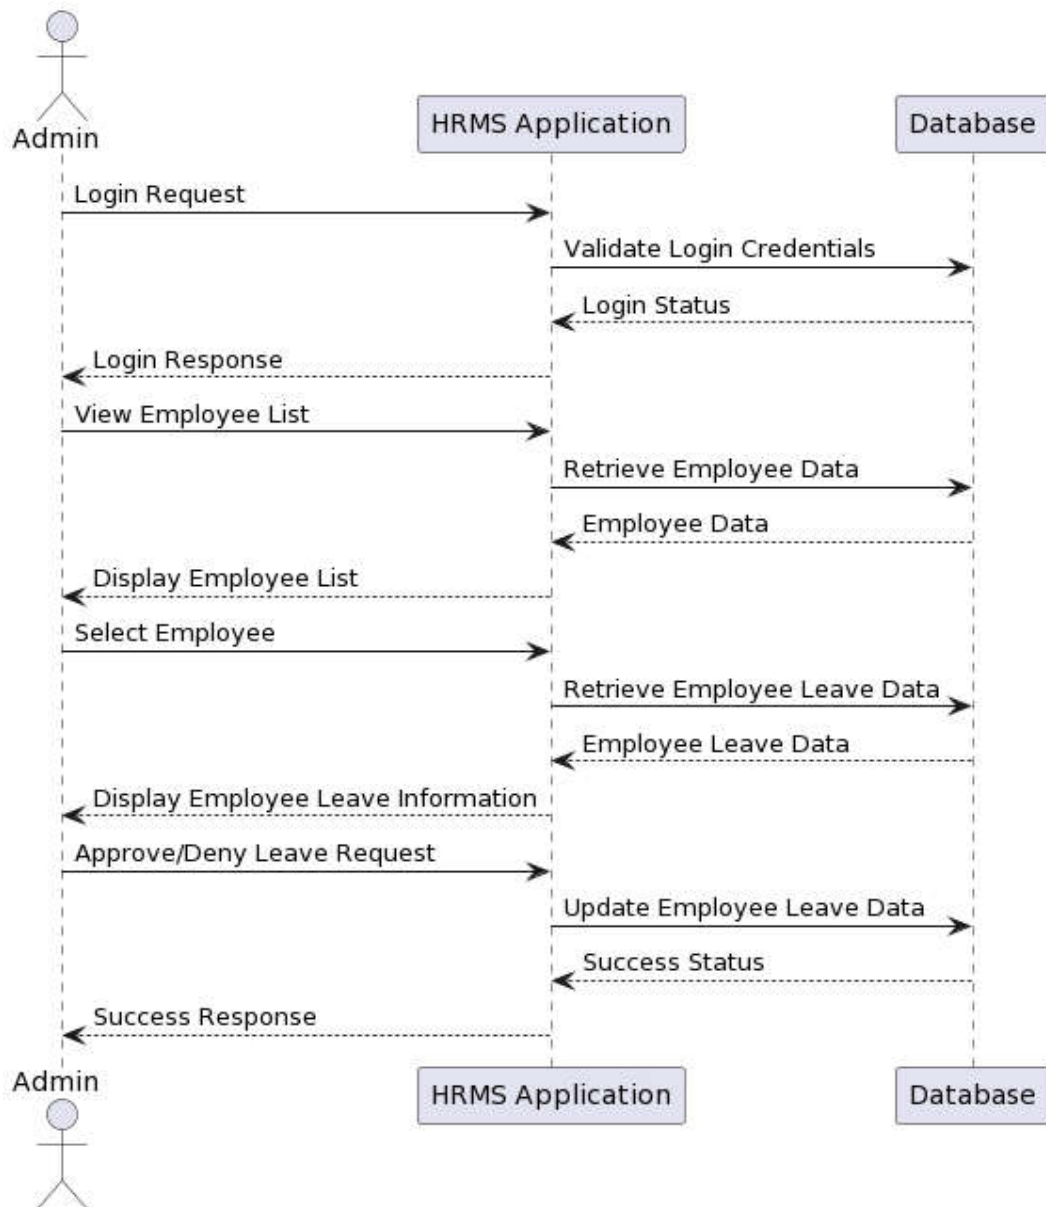 Admin
HRMS Application
Database
Login Request
Validate Login Credentials
Login Status
Login Response
View Employee List
Retrieve Employee Data
Employee Data
Display Employee List
Select Employee
Retrieve Employee Leave Data
Employee Leave Data
Display Employee Leave Information
Approve/Deny Leave Request
Update Employee Leave Data
Success Status
Success Response
Admin
HRMS Application
Database